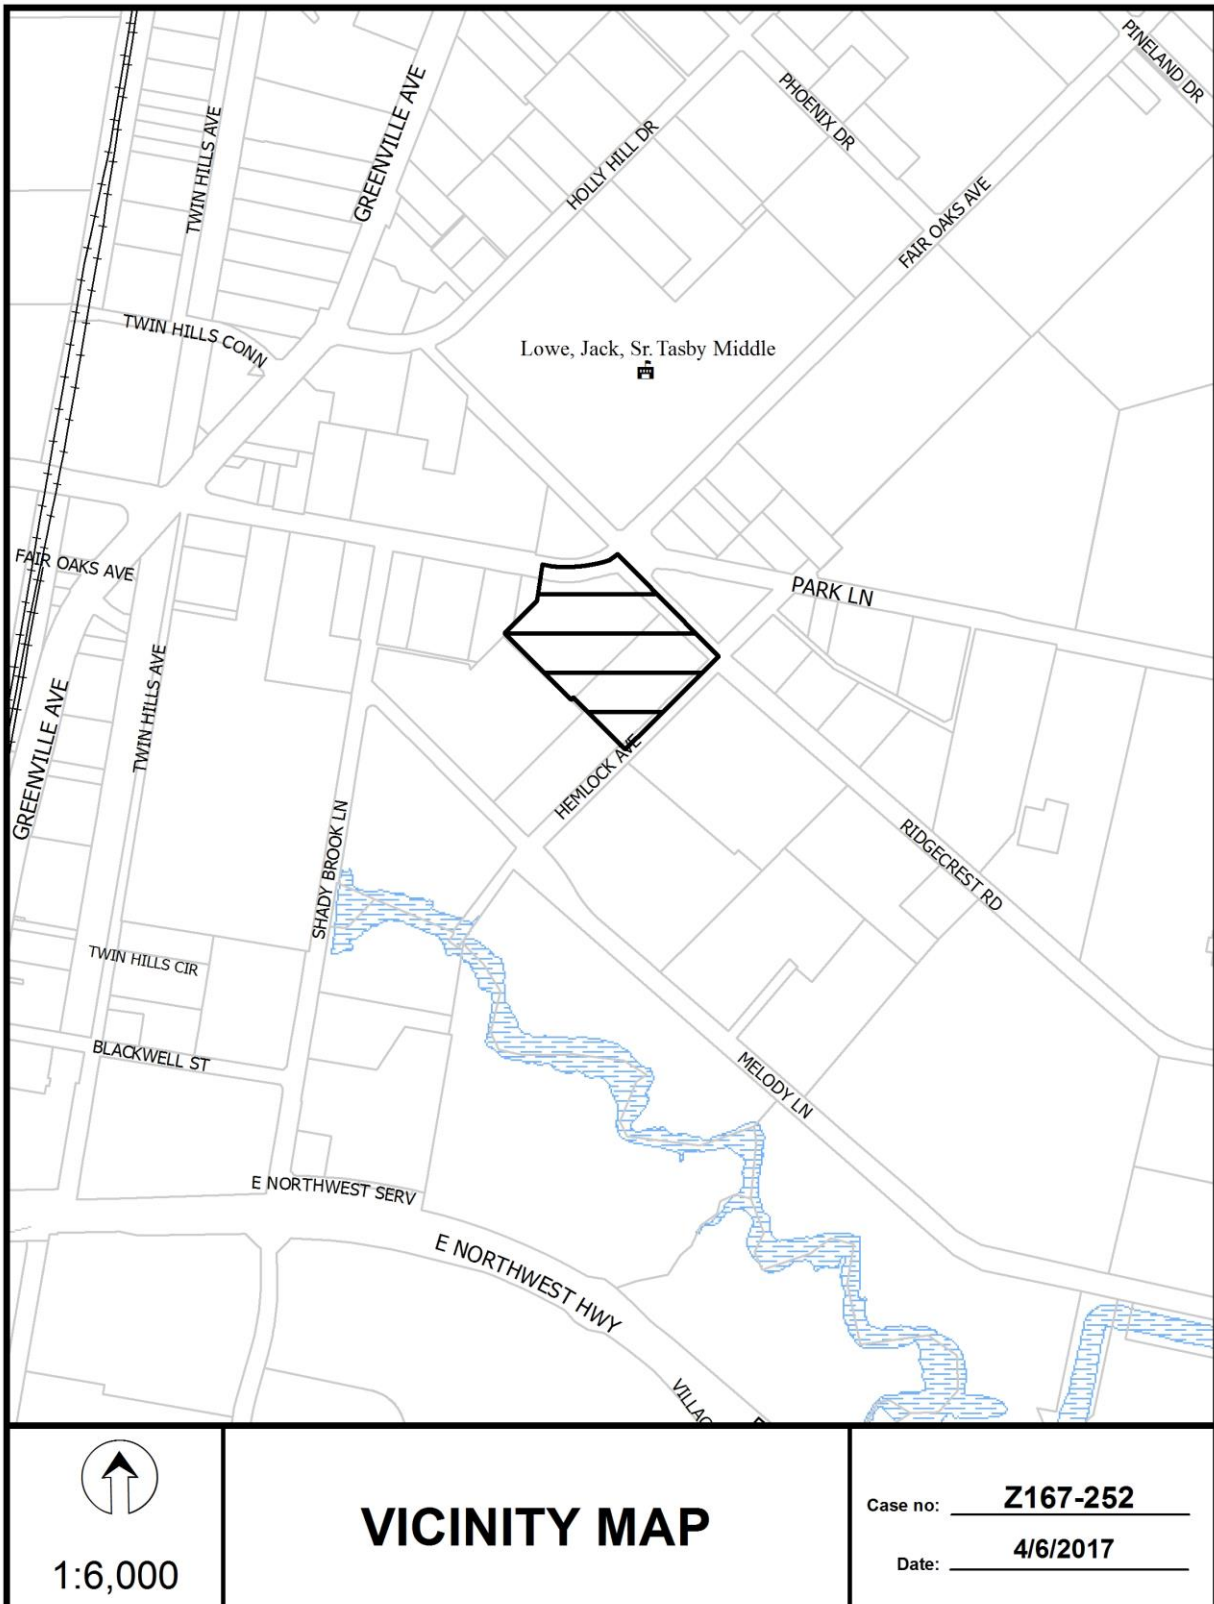 PINELAND DR
PHOENIX DR
GREENVILLE AVE
TWIN HILLS AVE
HOLLY HILL DR
FAIR OAKS AVE
TWIN HILLS CONN
Lowe, Jack, Sr. Tasby Middle
FAIR OAKS AVE
PARK LN
TWIN HILLS AVE
GREENVILLE AVE
HEMLOCK AVE
SHADY BROOK LN
RIDGECREST RD
TWIN HILLS CIR
BLACKWELL ST
MELODY LN
E NORTHWEST SERV
E NORTHWEST HWY
1:6,000
VICINITY MAP
Case no: Z167-252
Date: 4/6/2017